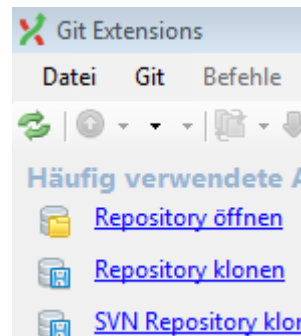 Git Extensions
Datei Git Befehle
Häufig verwendete
Repository öffnen
Repository klonen
SVN Repository